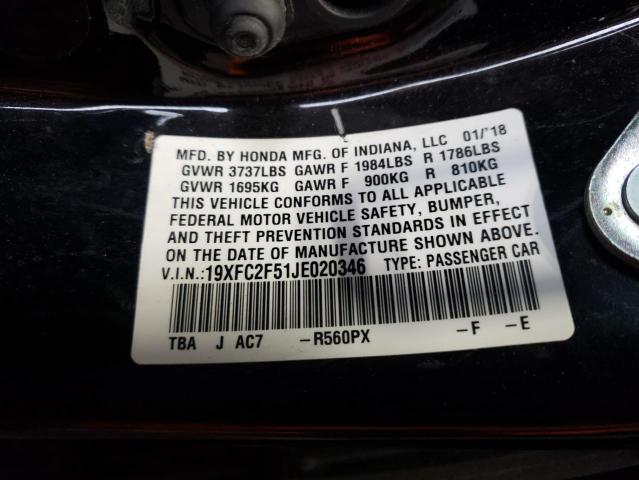 MFD. BY HONDA MFG. OF INDIANA, LLC 01/'18
GVWR 3737LBS GAWR F 1984LBS R 1786LBS
GVWR 1695KG GAWR F 900KG R 810KG
THIS VEHICLE CONFORMS TO ALL APPLICABLE
FEDERAL MOTOR VEHICLE SAFETY, BUMPER,
AND THEFT PREVENTION STANDARDS IN EFFECT
ON THE DATE OF MANUFACTURE SHOWN ABOVE.
V.I.N.:19XFC2F51JE020346 TYPE: PASSENGER CAR
TBA J AC7 -R560PX -F -E